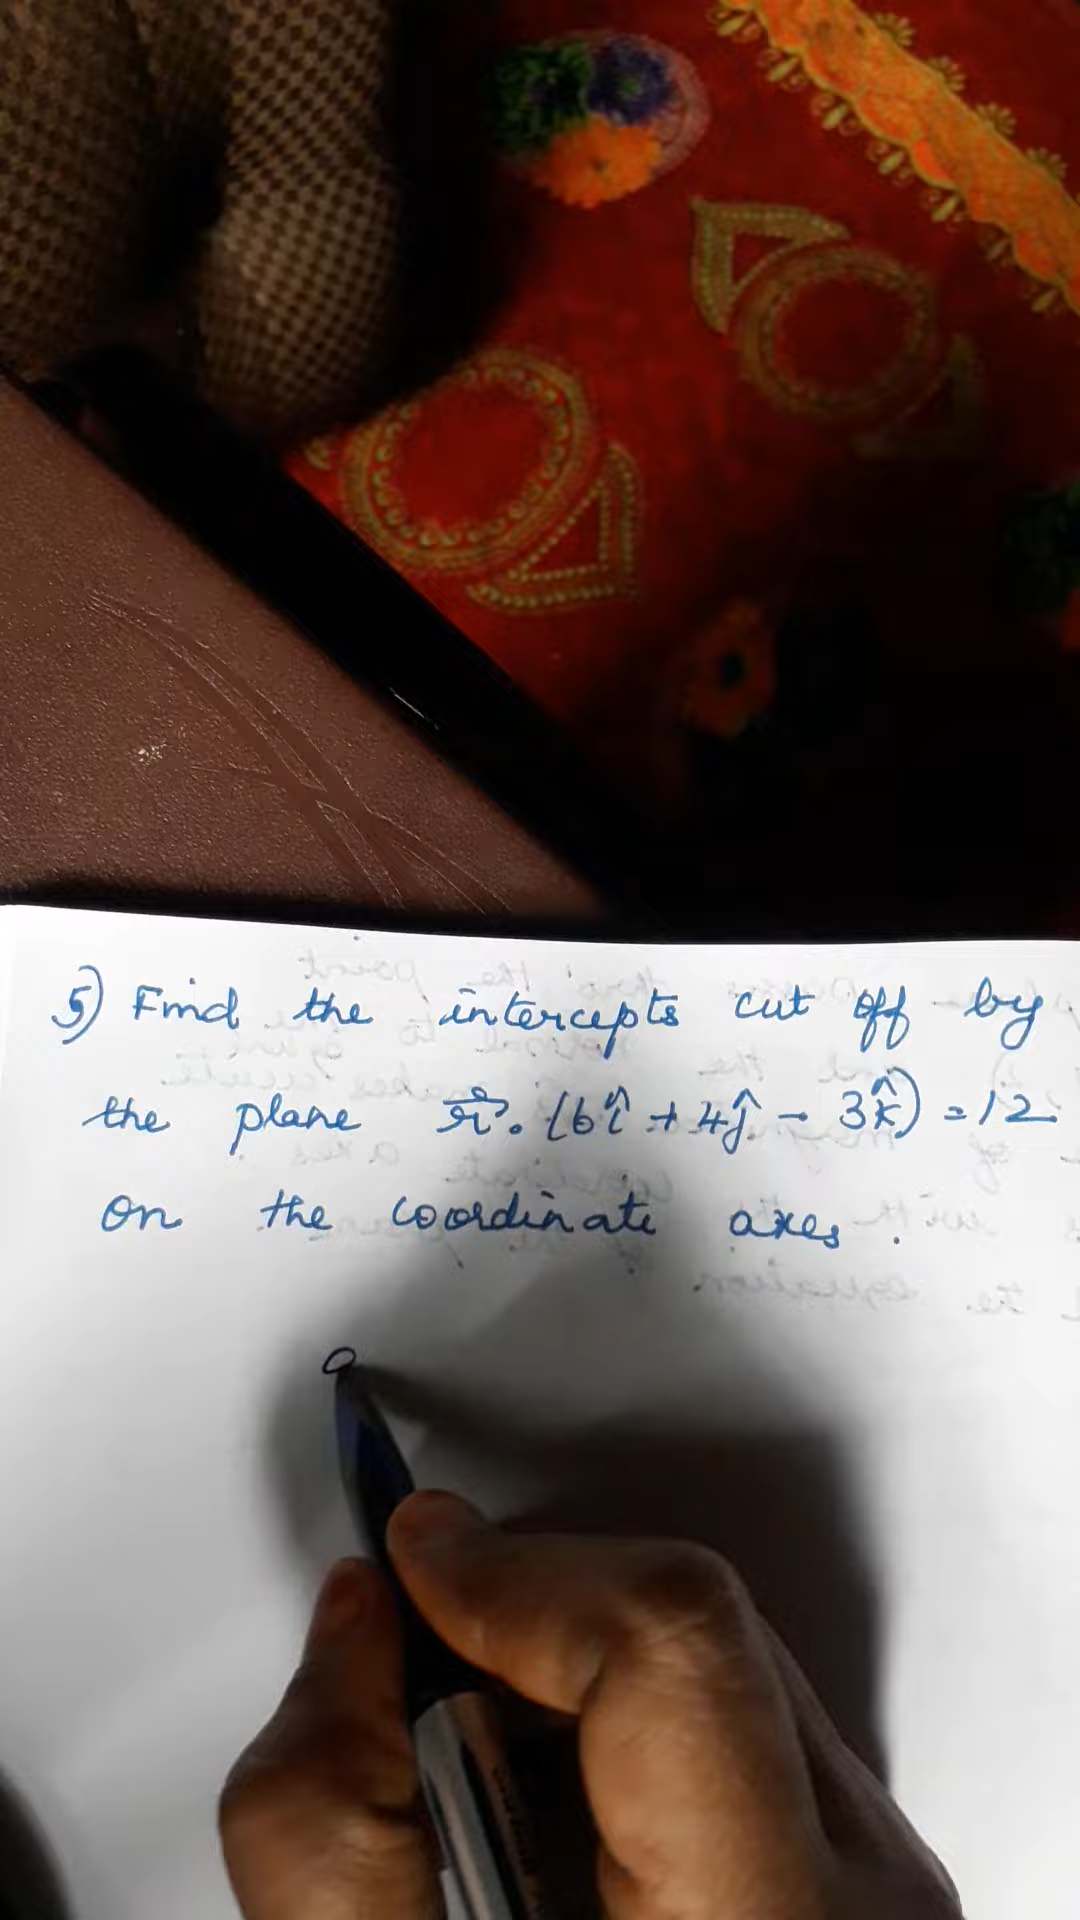 5) Find the intercepts cut off by
the plane r⃗. (6î + 4ĵ - 3k̂) = 12
on the coordinate axes.